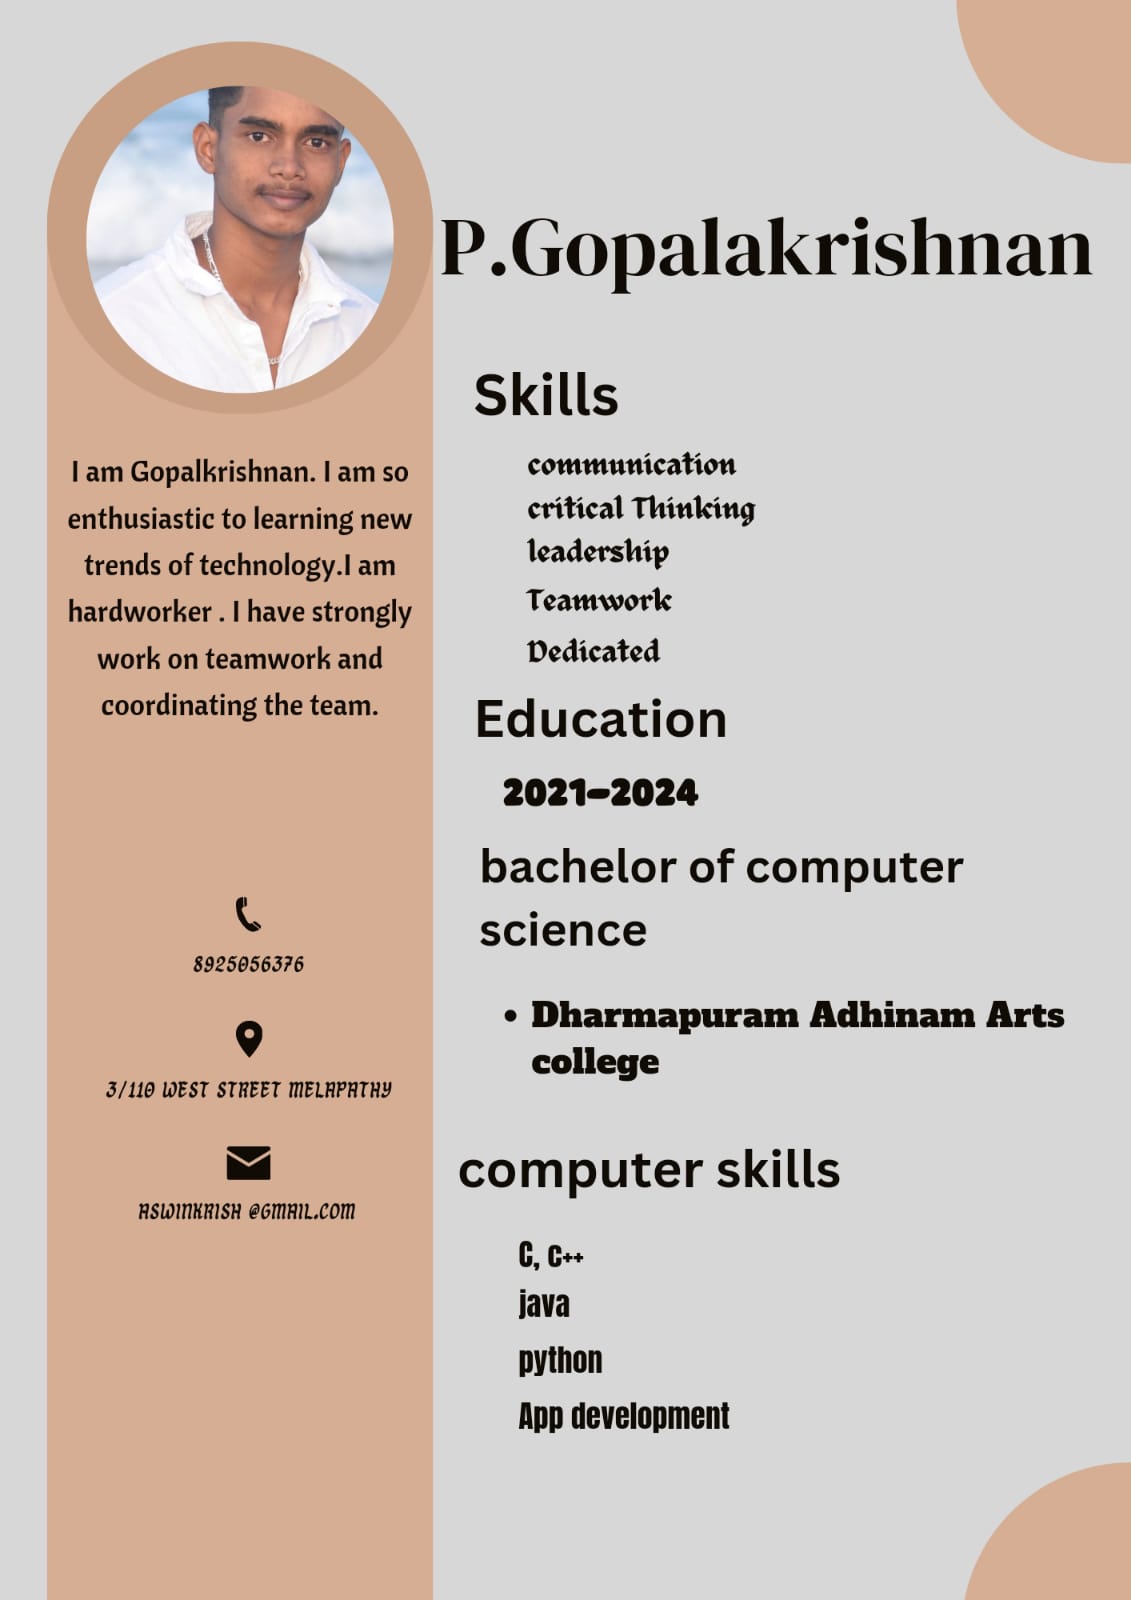 P.Gopalakrishnan
I am Gopalkrishnan. I am so
enthusiastic to learning new
trends of technology.I am
hardworker . I have strongly
work on teamwork and
coordinating the team.
8925056376
3/110 WEST STREET MELAPATHY
ASWINKRISH @GMAIL.COM
Skills
communication
critical Thinking
leadership
Teamwork
Dedicated
Education
2021-2024
bachelor of computer
science
• Dharmapuram Adhinam Arts
college
computer skills
C, c++
java
python
App development